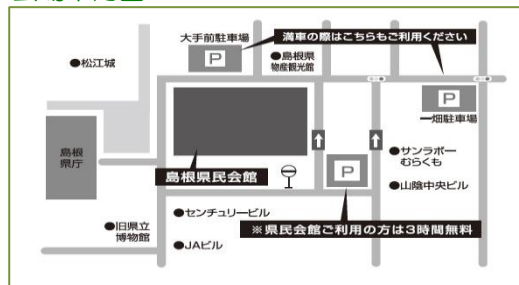 大手前駐車場
満車の際はこちらもご利用ください
P
●島根県
物産観光館
●松江城
P
一畑駐車場
島根
県庁
●サンラポー
むらくも
P
島根県民会館
●山陰中央ビル
●センチュリービル
※県民会館ご利用の方は3時間無料
●旧県立
博物館
●JAビル